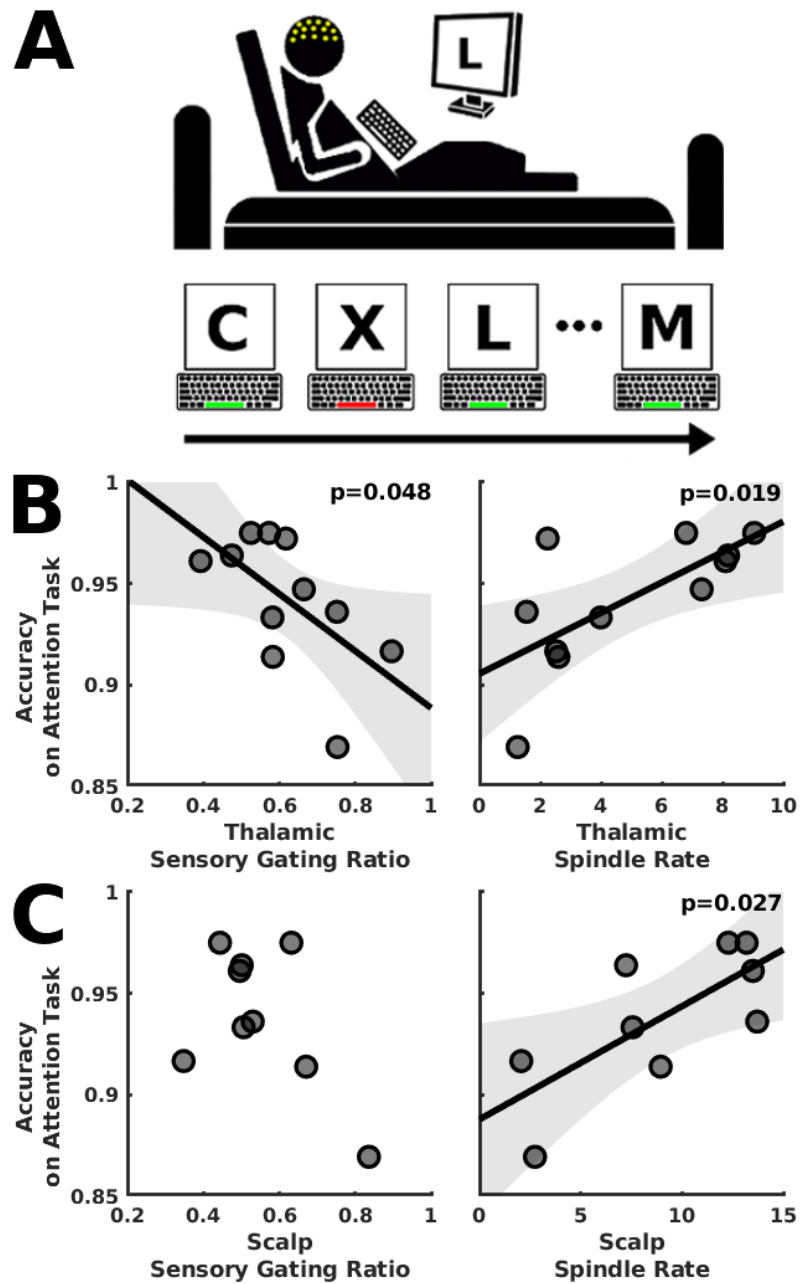 A
L
C X L ••• M
B
Accuracy
on Attention Task
1
0.95
0.9
0.85
p=0.048
0.2 0.4 0.6 0.8 1
Thalamic
Sensory Gating Ratio
p=0.019
0 2 4 6 8 10
Thalamic
Spindle Rate
C
Accuracy
on Attention Task
1
0.95
0.9
0.85
0.2 0.4 0.6 0.8 1
Scalp
Sensory Gating Ratio
p=0.027
0 5 10 15
Scalp
Spindle Rate